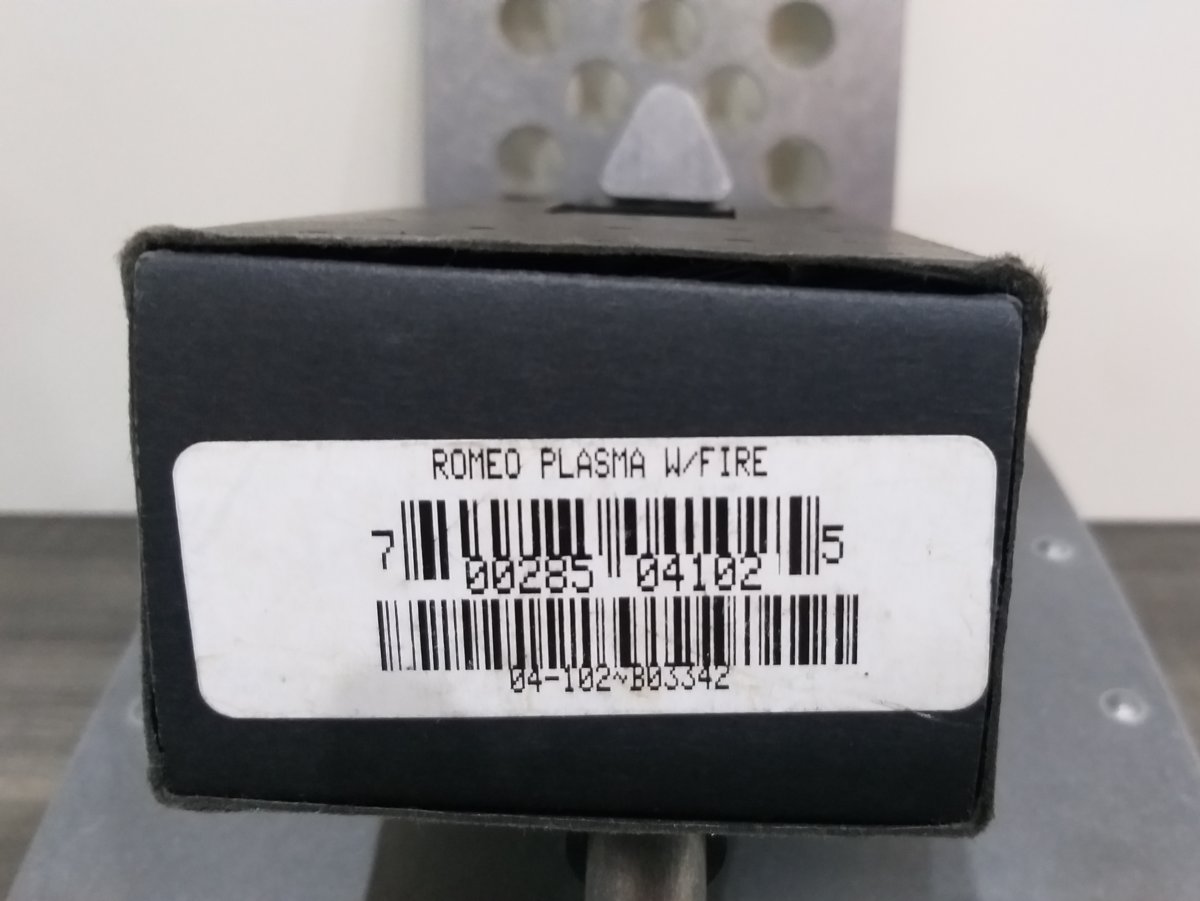 ROMEO PLASMA W/FIRE
7 00285 04102 5
04-102~B03342